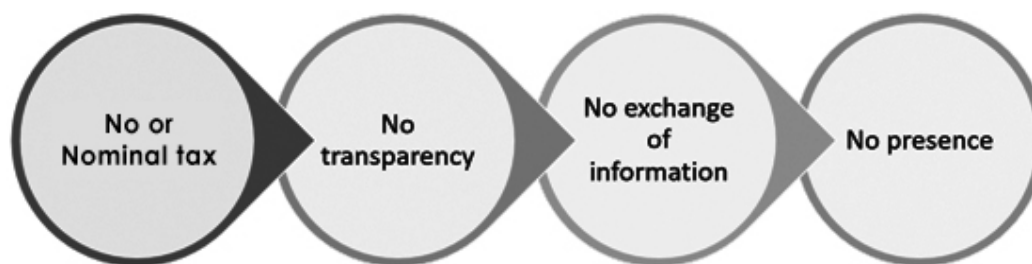 No or
Nominal tax
No
transparency
No exchange
of
information
No presence